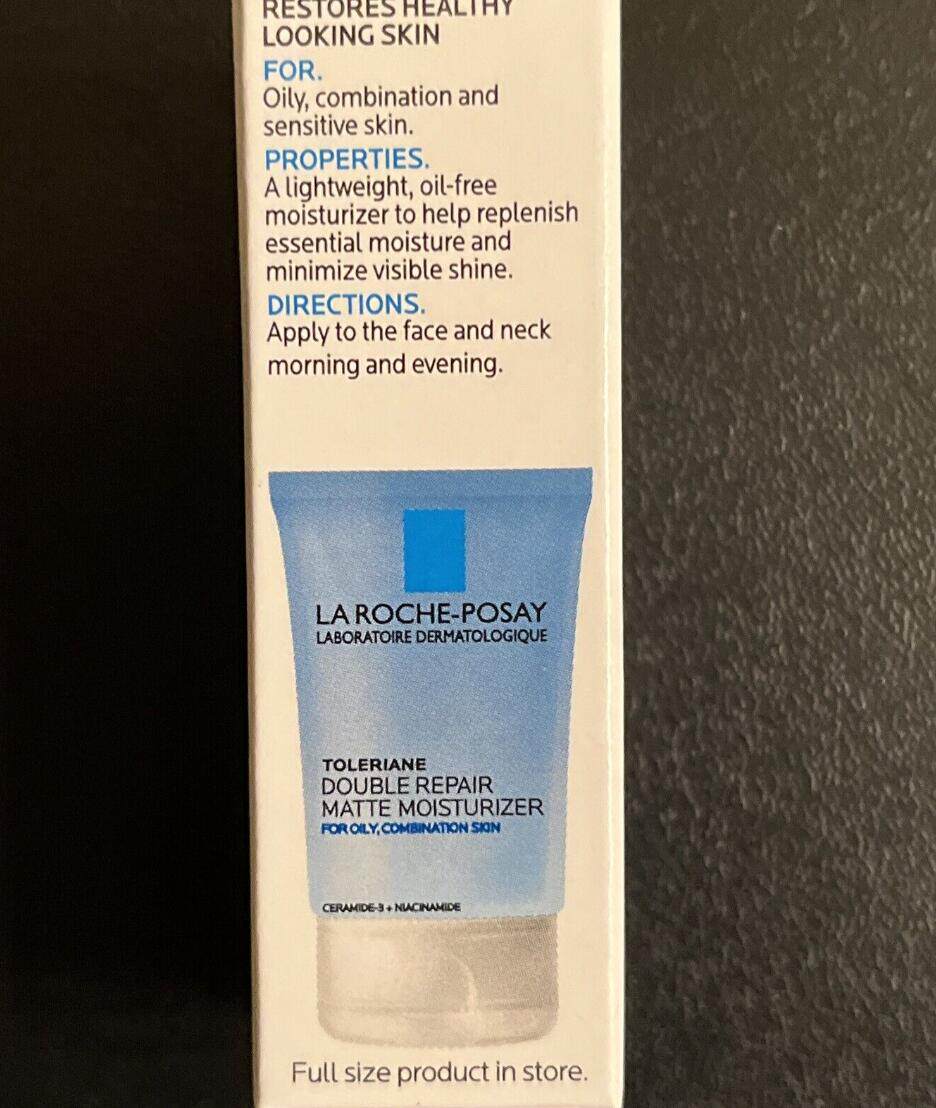 RESTORES HEALTHY
LOOKING SKIN
FOR.
Oily, combination and
sensitive skin.
PROPERTIES.
A lightweight, oil-free
moisturizer to help replenish
essential moisture and
minimize visible shine.
DIRECTIONS.
Apply to the face and neck
morning and evening.
LA ROCHE-POSAY
LABORATOIRE DERMATOLOGIQUE
TOLERIANE
DOUBLE REPAIR
MATTE MOISTURIZER
FOR OILY, COMBINATION SKIN
CERAMIDE-3 + NIACINAMIDE
Full size product in store.